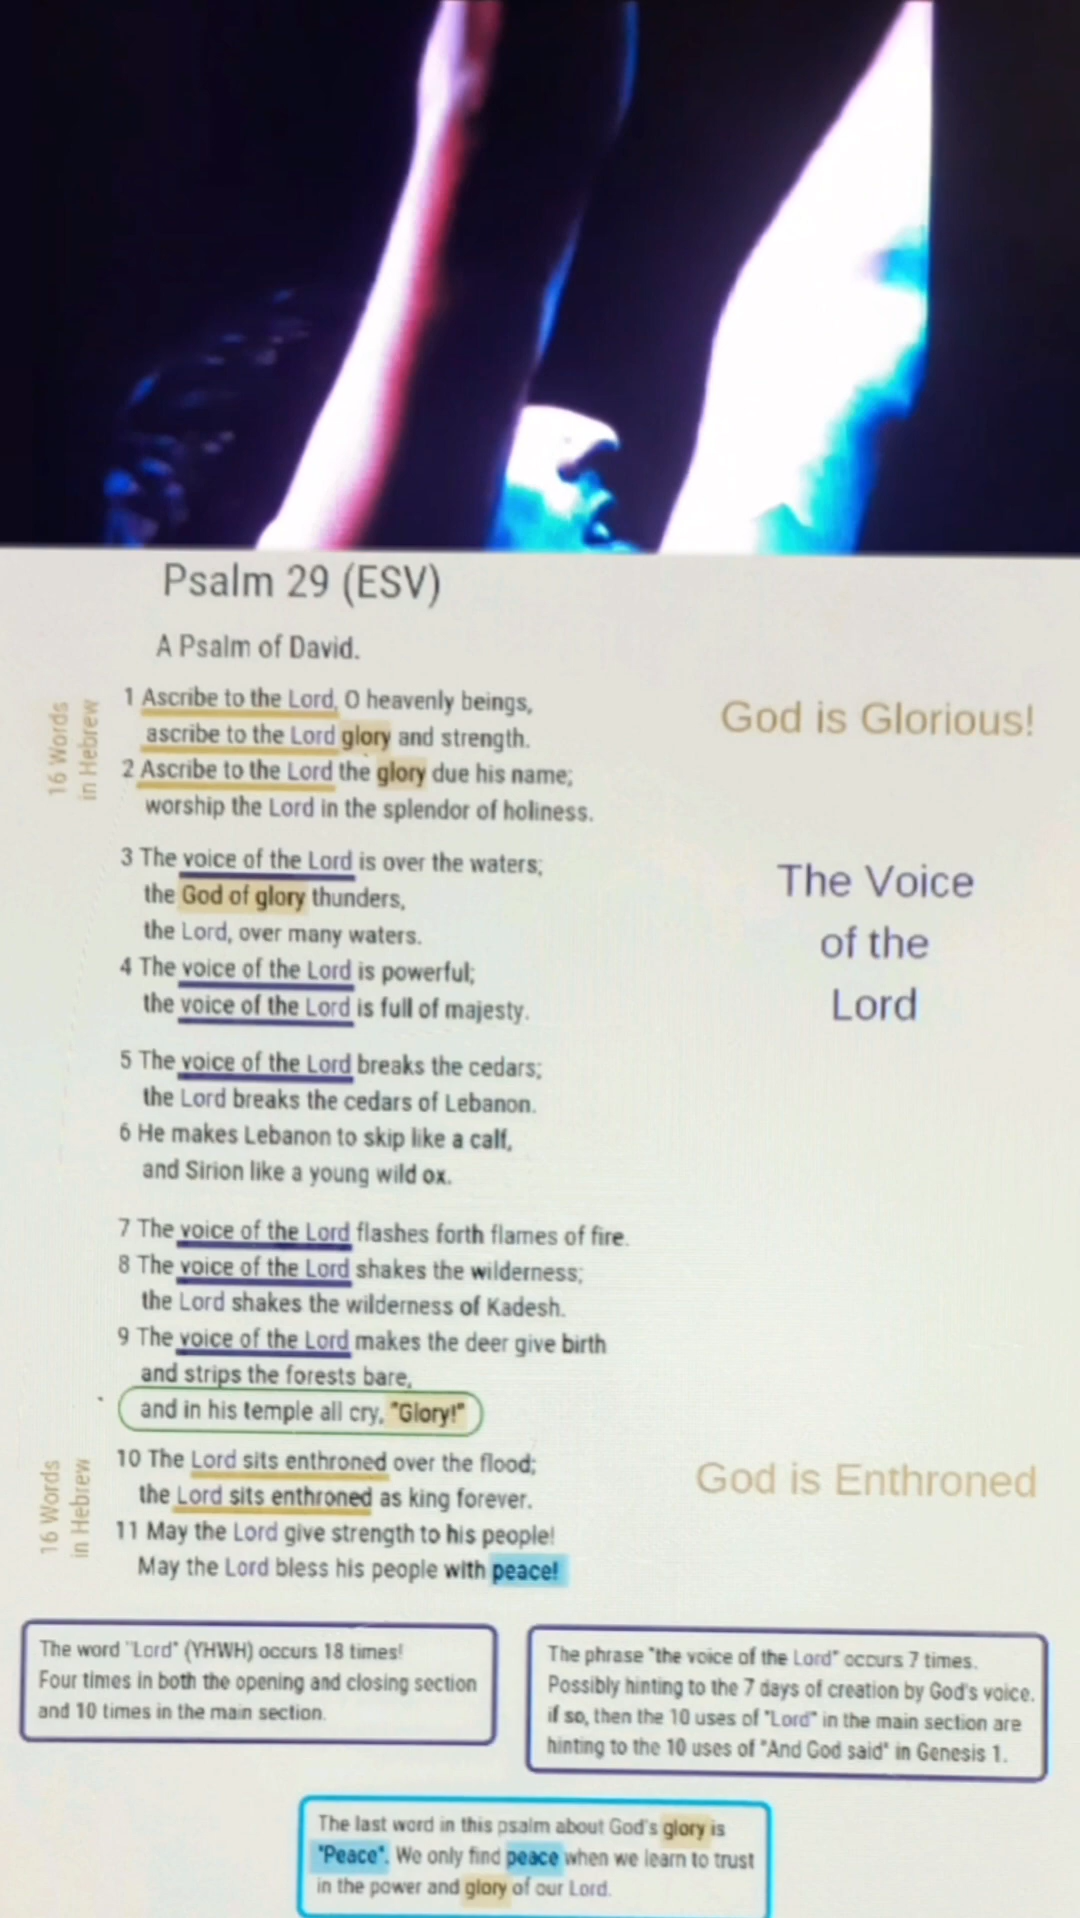 Psalm 29 (ESV)
A Psalm of David.
16 Words
in Hebrew
1 Ascribe to the Lord, O heavenly beings,
ascribe to the Lord glory and strength.
2 Ascribe to the Lord the glory due his name;
worship the Lord in the splendor of holiness.
God is Glorious!
3 The voice of the Lord is over the waters;
the God of glory thunders,
the Lord, over many waters.
4 The voice of the Lord is powerful;
the voice of the Lord is full of majesty.
The Voice
of the
Lord
5 The voice of the Lord breaks the cedars;
the Lord breaks the cedars of Lebanon.
6 He makes Lebanon to skip like a calf,
and Sirion like a young wild ox.
7 The voice of the Lord flashes forth flames of fire.
8 The voice of the Lord shakes the wilderness;
the Lord shakes the wilderness of Kadesh.
9 The voice of the Lord makes the deer give birth
and strips the forests bare,
and in his temple all cry, "Glory!"
16 Words
in Hebrew
10 The Lord sits enthroned over the flood;
the Lord sits enthroned as king forever.
11 May the Lord give strength to his people!
May the Lord bless his people with peace!
God is Enthroned
The word "Lord" (YHWH) occurs 18 times!
Four times in both the opening and closing section
and 10 times in the main section.
The phrase "the voice of the Lord" occurs 7 times.
Possibly hinting to the 7 days of creation by God's voice.
if so, then the 10 uses of "Lord" in the main section are
hinting to the 10 uses of "And God said" in Genesis 1.
The last word in this psalm about God's glory is
"Peace". We only find peace when we learn to trust
in the power and glory of our Lord.